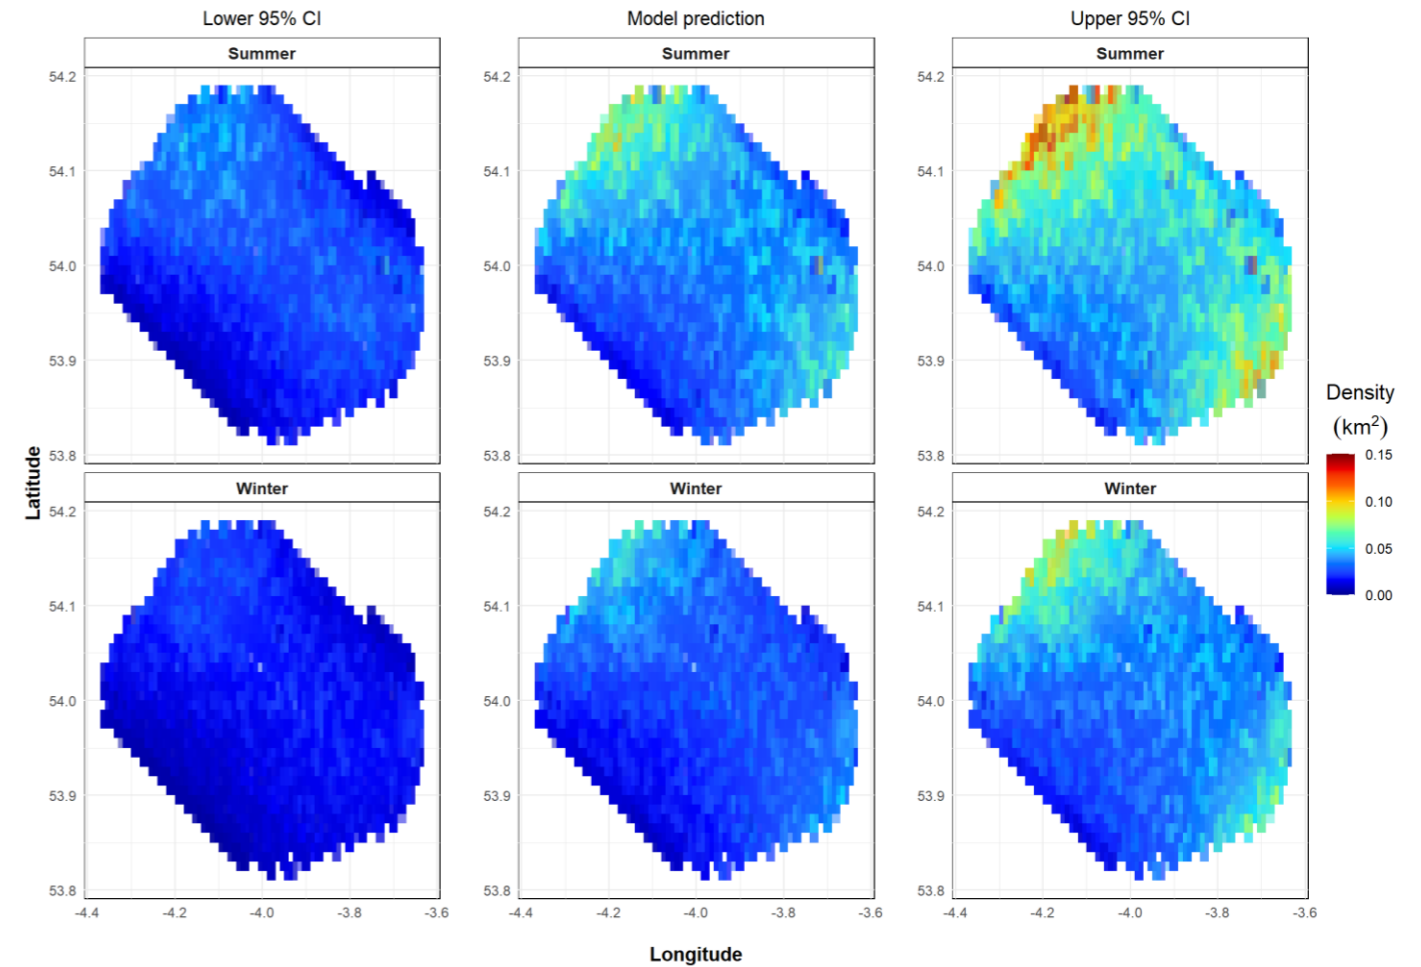 Lower 95% CI
Model prediction
Upper 95% CI
Summer
Summer
Summer
54.2
54.1
54.0
53.9
53.8
54.2
54.1
54.0
53.9
53.8
54.2
54.1
54.0
53.9
53.8
Latitude
Density
(km²)
0.15
0.10
0.05
0.00
Winter
Winter
Winter
54.2
54.1
54.0
53.9
53.8
54.2
54.1
54.0
53.9
53.8
54.2
54.1
54.0
53.9
53.8
-4.4 -4.2 -4.0 -3.8 -3.6
-4.4 -4.2 -4.0 -3.8 -3.6
-4.4 -4.2 -4.0 -3.8 -3.6
Longitude